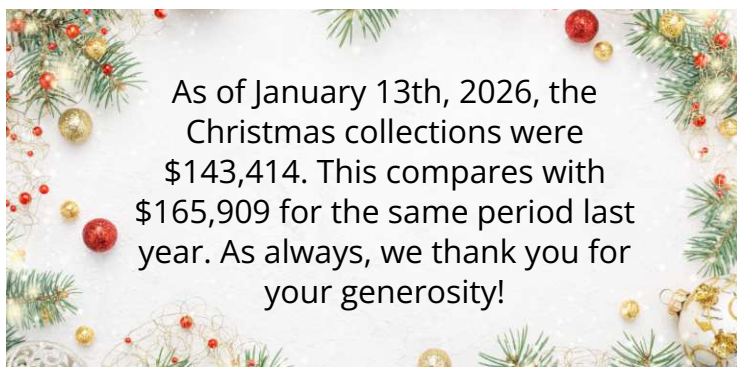 As of January 13th, 2026, the
Christmas collections were
$143,414. This compares with
$165,909 for the same period last
year. As always, we thank you for
your generosity!